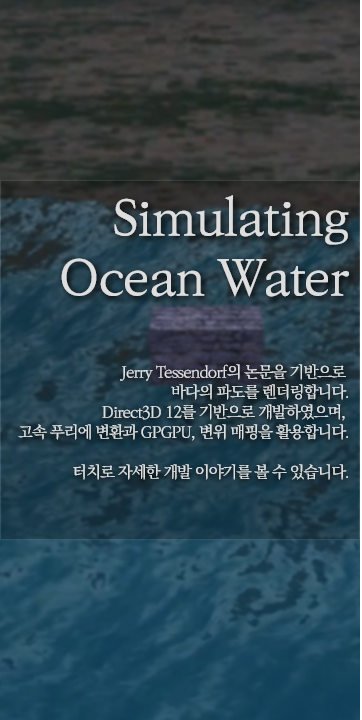 Simulating
Ocean Water
Jerry Tessendorf의 논문을 기반으로
바다의 파도를 렌더링합니다.
Direct3D 12를 기반으로 개발하였으며,
고속 푸리에 변환과 GPGPU, 변위 매핑을 활용합니다.
터치로 자세한 개발 이야기를 볼 수 있습니다.